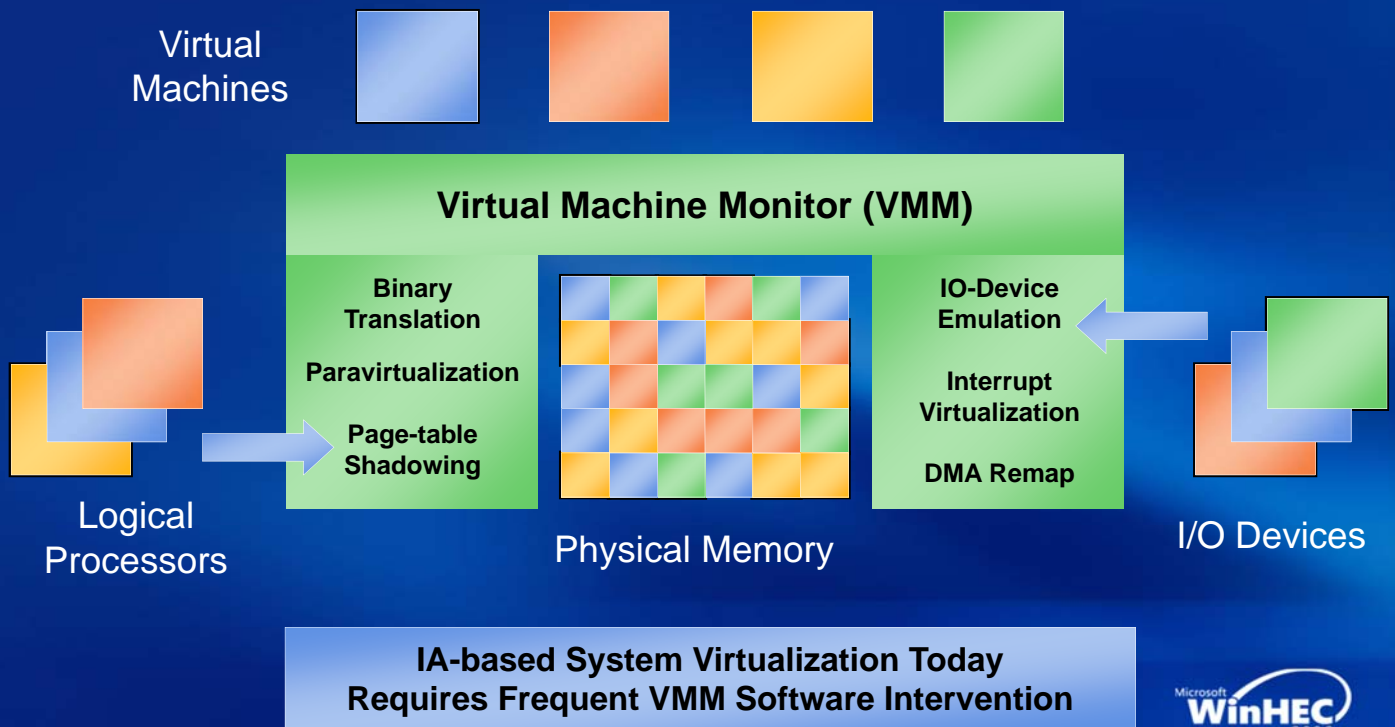 Virtual
Machines
Virtual Machine Monitor (VMM)
Binary
Translation
Paravirtualization
Page-table
Shadowing
IO-Device
Emulation
Interrupt
Virtualization
DMA Remap
Logical
Processors
Physical Memory
I/O Devices
IA-based System Virtualization Today
Requires Frequent VMM Software Intervention
Microsoft
WinHEC